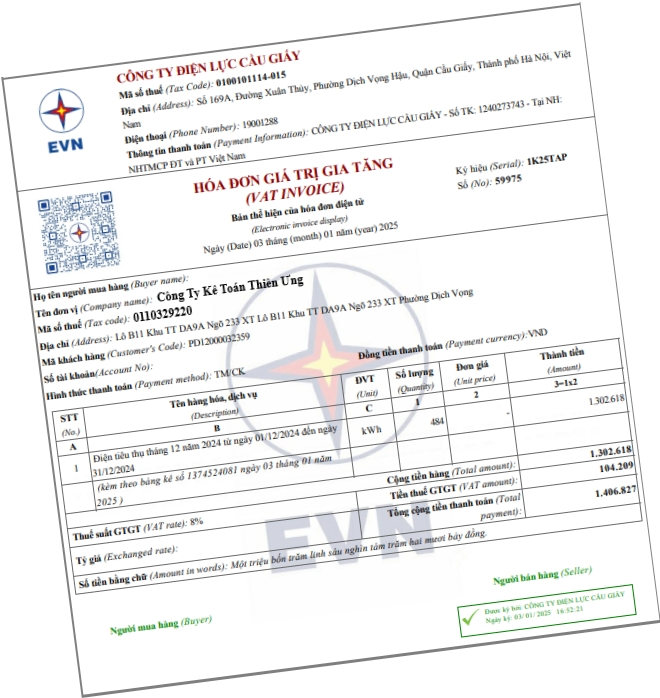 CÔNG TY ĐIỆN LỰC CẦU GIẤY
Mã số thuế (Tax Code): 0100101114-015
Địa chỉ (Address): Số 169A, Đường Xuân Thủy, Phường Dịch Vọng Hậu, Quận Cầu Giấy, Thành phố Hà Nội, Việt
Nam
Điện thoại (Phone Number): 19001288
Thông tin thanh toán (Payment Information): CÔNG TY ĐIỆN LỰC CẦU GIẤY - Số TK: 1240273743 - Tại NH:
NHTMCP ĐT và PT Việt Nam
EVN
HÓA ĐƠN GIÁ TRỊ GIA TĂNG
(VAT INVOICE)
Bản thể hiện của hóa đơn điện tử
(Electronic invoice display)
Ngày (Date) 03 tháng (month) 01 năm (year) 2025
Ký hiệu (Serial): 1K25TAP
Số (No): 59975
Họ tên người mua hàng (Buyer name):
Tên đơn vị (Company name): Công Ty Kế Toán Thiên Ưng
Mã số thuế (Tax code): 0110329220
Địa chỉ (Address): Lô B11 Khu TT DA9A Ngõ 233 XT Lô B11 Khu TT DA9A Ngõ 233 XT Phường Dịch Vọng
Mã khách hàng (Customer's Code): PD12000032359
Số tài khoản/Account No):
Hình thức thanh toán (Payment method): TM/CK
Đồng tiền thanh toán (Payment currency):VND
STT
(No.)
Tên hàng hóa, dịch vụ
(Description)
ĐVT
(Unit)
Số lượng
(Quantity)
Đơn giá
(Unit price)
Thành tiền
(Amount)
A
B
C
1
2
3=1x2
1
Điện tiêu thụ tháng 12 năm 2024 từ ngày 01/12/2024 đến ngày
31/12/2024
kWh
484
-
1.302.618
(kèm theo bảng kê số 1374524081 ngày 03 tháng 01 năm
2025 )
Cộng tiền hàng (Total amount):
1.302.618
Thuế suất GTGT (VAT rate): 8%
Tiền thuế GTGT (VAT amount):
104.209
Tỷ giá (Exchanged rate):
Tổng cộng tiền thanh toán (Total
payment):
1.406.827
Số tiền bằng chữ (Amount in words): Một triệu bốn trăm linh sáu nghìn tám trăm hai mươi bảy đồng.
EVN
Người mua hàng (Buyer)
Người bán hàng (Seller)
Được ký bởi: CÔNG TY ĐIỆN LỰC CẦU GIẤY
Ngày ký: 03/ 01/ 2025 16:52:21